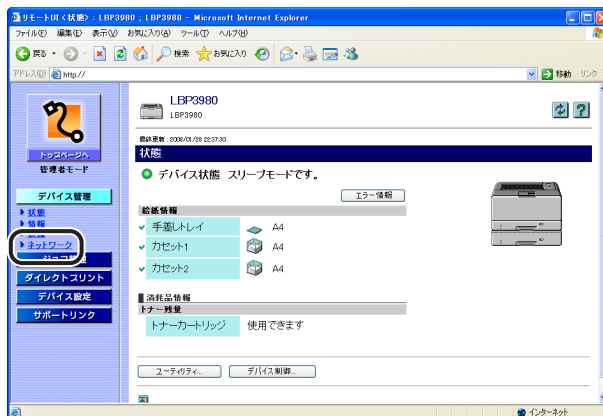 リモートUI <状態> : LBP3980 ; LBP3980 - Microsoft Internet Explorer
ファイル(F) 編集(E) 表示(V) お気に入り(A) ツール(T) ヘルプ(H)
戻る 検索 お気に入り
アドレス(D) http:// 移動 リンク
LBP3980
LBP3980
最終更新 : 2008/01/28 22:37:30
トップページへ
管理者モード
デバイス管理
状態
情報
ネットワーク
ダイレクトプリント
デバイス設定
サポートリンク
状態
デバイス状態 スリープモードです。
エラー情報
給紙情報
手差しトレイ A4
カセット1 A4
カセット2 A4
消耗品情報
トナー残量
トナーカートリッジ 使用できます
ユーティリティ... デバイス制御...
インターネット